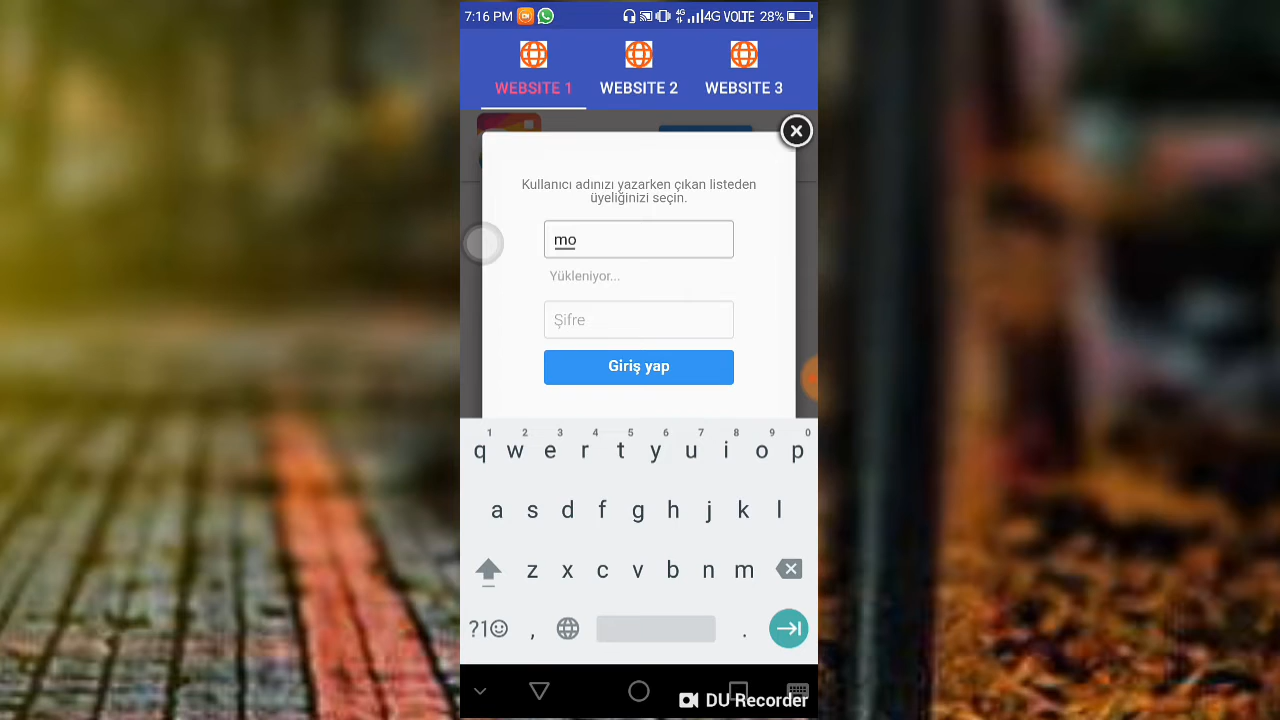 7:16 PM 4G 4G VOLTE 28%
WEBSITE 1 WEBSITE 2 WEBSITE 3
Kullanıcı adınızı yazarken çıkan listeden
üyeliğinizi seçin.
mo
Yükleniyor...
Şifre
Giriş yap
1 2 3 4 5 6 7 8 9 0
q w e r t y u i o p
a s d f g h j k l
z x c v b n m
?1☺ , .
DU Recorder